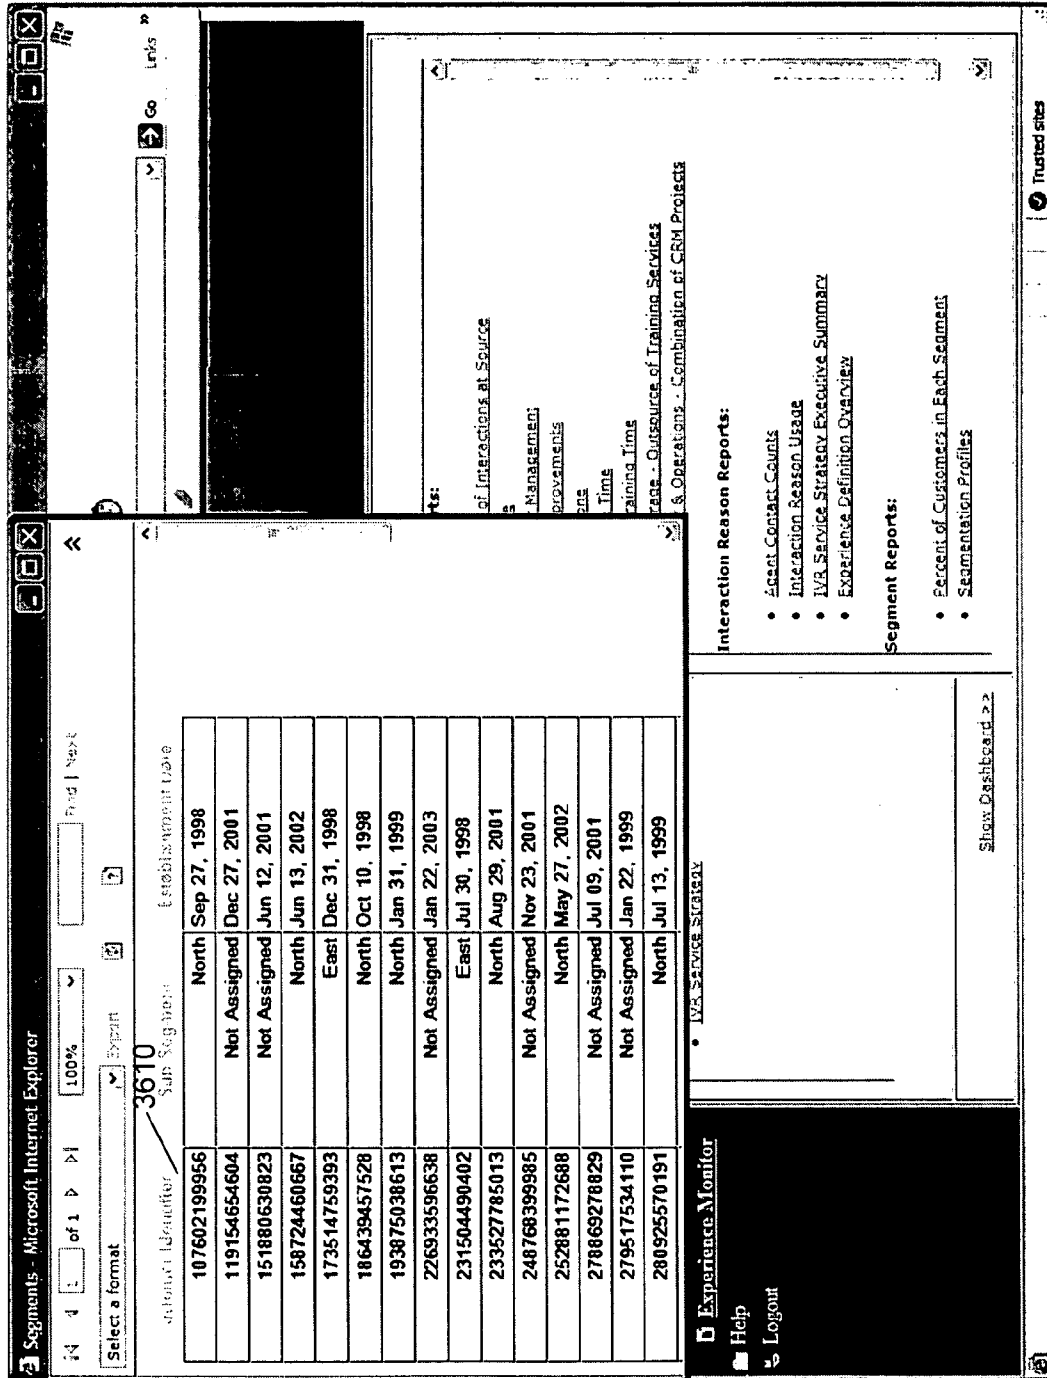 Segments - Microsoft Internet Explorer
1 of 1 100% Find | Next
Select a format Export
3610
Identifier Establishment Date
107602199956 North Sep 27, 1998
119154654604 Not Assigned Dec 27, 2001
151880630823 Not Assigned Jun 12, 2001
158724460667 North Jun 13, 2002
173514759393 East Dec 31, 1998
186439457528 North Oct 10, 1998
193875038613 North Jan 31, 1999
226933596638 Not Assigned Jan 22, 2003
231504490402 East Jul 30, 1998
233527785013 North Aug 29, 2001
248768399985 Not Assigned Nov 23, 2001
252881172688 North May 27, 2002
278869278829 Not Assigned Jul 09, 2001
279517534110 Not Assigned Jan 22, 1999
280925570191 North Jul 13, 1999
Go Links »
rts:
of Interactions at Source
Management
provements
one
Time
raining Time
rage - Outsource of Training Services
& Operations - Combination of CRM Projects
Interaction Reason Reports:
• Agent Contact Counts
• Interaction Reason Usage
• IVR Service Strategy Executive Summary
• Experience Definition Overview
Segment Reports:
• Percent of Customers in Each Segment
• Segmentation Profiles
• IVR Service Strategy
Show Dashboard >>
Experience Monitor
Help
Logout
Trusted sites